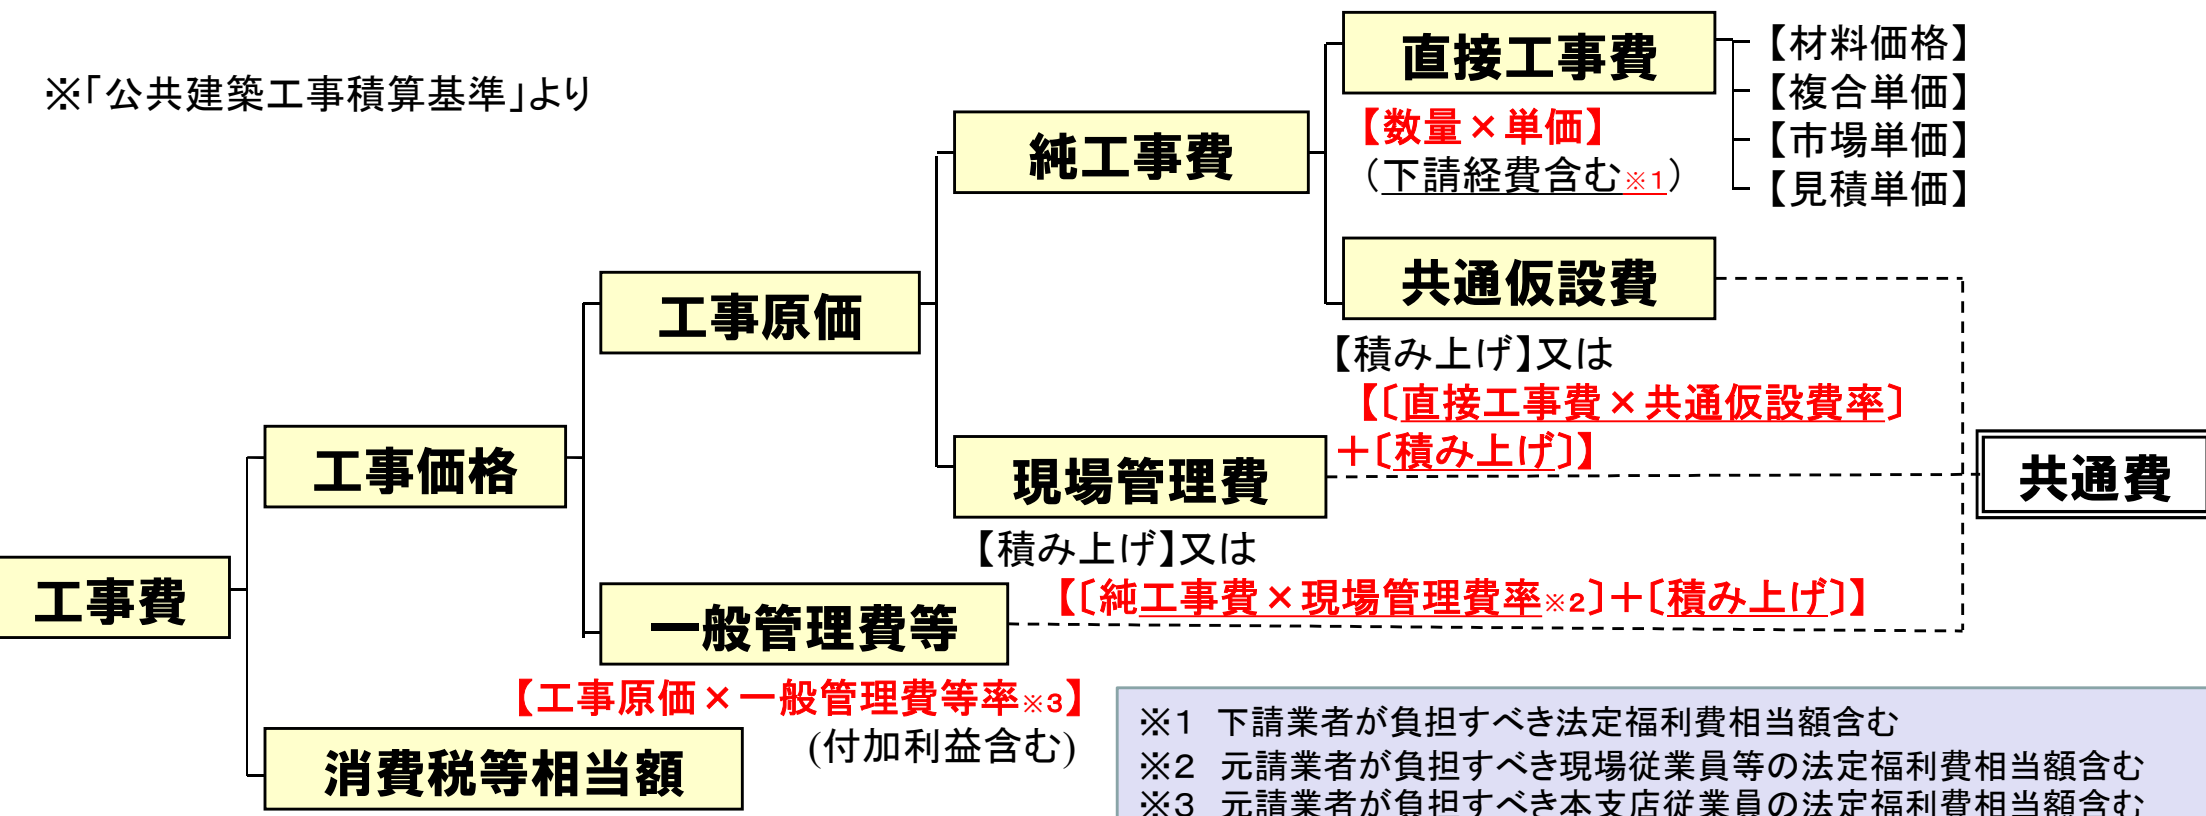 ※「公共建築工事積算基準」より
直接工事費
【数量×単価】
（下請経費含む※1）
【材料価格】
【複合単価】
【市場単価】
【見積単価】
純工事費
共通仮設費
【積み上げ】又は
【〔直接工事費×共通仮設費率〕
＋〔積み上げ〕】
工事原価
現場管理費
【積み上げ】又は
【〔純工事費×現場管理費率※2〕＋〔積み上げ〕】
共通費
工事価格
一般管理費等
【工事原価×一般管理費等率※3】
(付加利益含む)
工事費
消費税等相当額
※1 下請業者が負担すべき法定福利費相当額含む
※2 元請業者が負担すべき現場従業員等の法定福利費相当額含む
※3 元請業者が負担すべき本支店従業員の法定福利費相当額含む